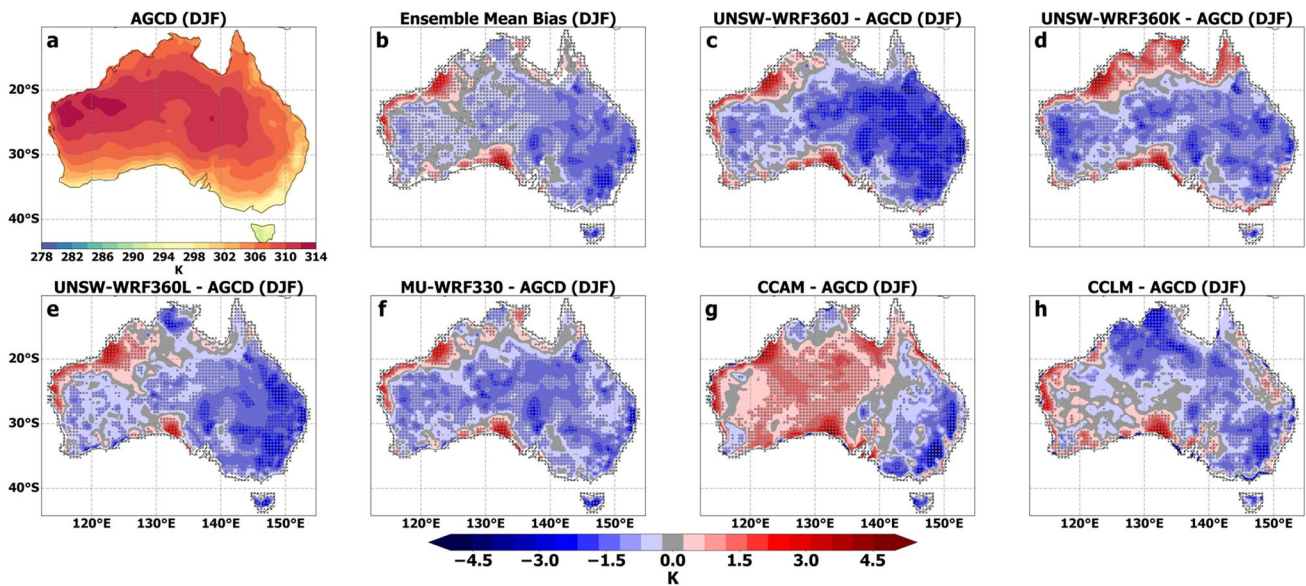 AGCD (DJF)
Ensemble Mean Bias (DJF)
UNSW-WRF360J - AGCD (DJF)
UNSW-WRF360K - AGCD (DJF)
a
b
c
d
20°S
30°S
40°S
278 282 286 290 294 298 302 306 310 314
K
UNSW-WRF360L - AGCD (DJF)
MU-WRF330 - AGCD (DJF)
CCAM - AGCD (DJF)
CCLM - AGCD (DJF)
e
f
g
h
20°S
30°S
40°S
120°E 130°E 140°E 150°E
120°E 130°E 140°E 150°E
120°E 130°E 140°E 150°E
120°E 130°E 140°E 150°E
−4.5 −3.0 −1.5 0.0 1.5 3.0 4.5
K